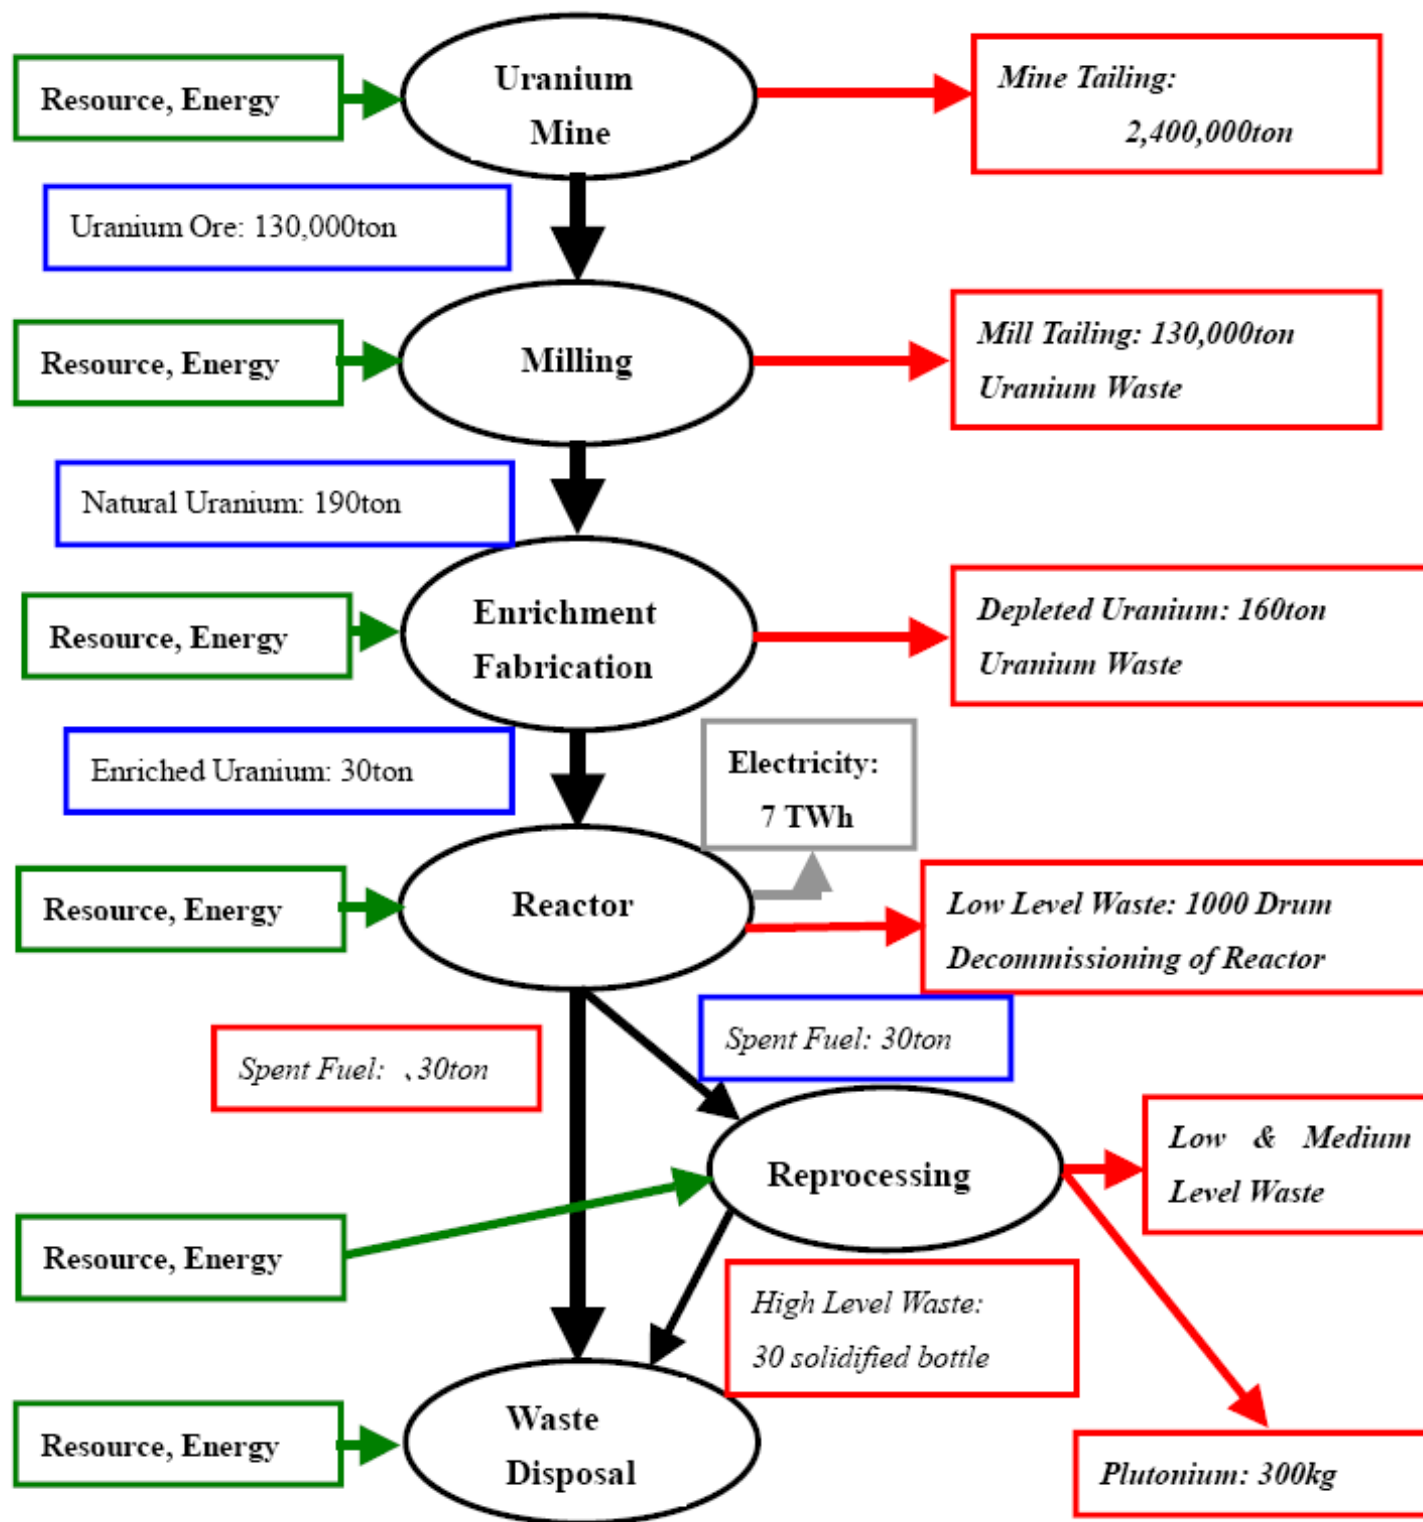 Resource, Energy
Uranium
Mine
Mine Tailing:
2,400,000ton
Uranium Ore: 130,000ton
Resource, Energy
Milling
Mill Tailing: 130,000ton
Uranium Waste
Natural Uranium: 190ton
Resource, Energy
Enrichment
Fabrication
Depleted Uranium: 160ton
Uranium Waste
Enriched Uranium: 30ton
Electricity:
7 TWh
Resource, Energy
Reactor
Low Level Waste: 1000 Drum
Decommissioning of Reactor
Spent Fuel: 、30ton
Spent Fuel: 30ton
Reprocessing
Low & Medium
Level Waste
Resource, Energy
High Level Waste:
30 solidified bottle
Resource, Energy
Waste
Disposal
Plutonium: 300kg